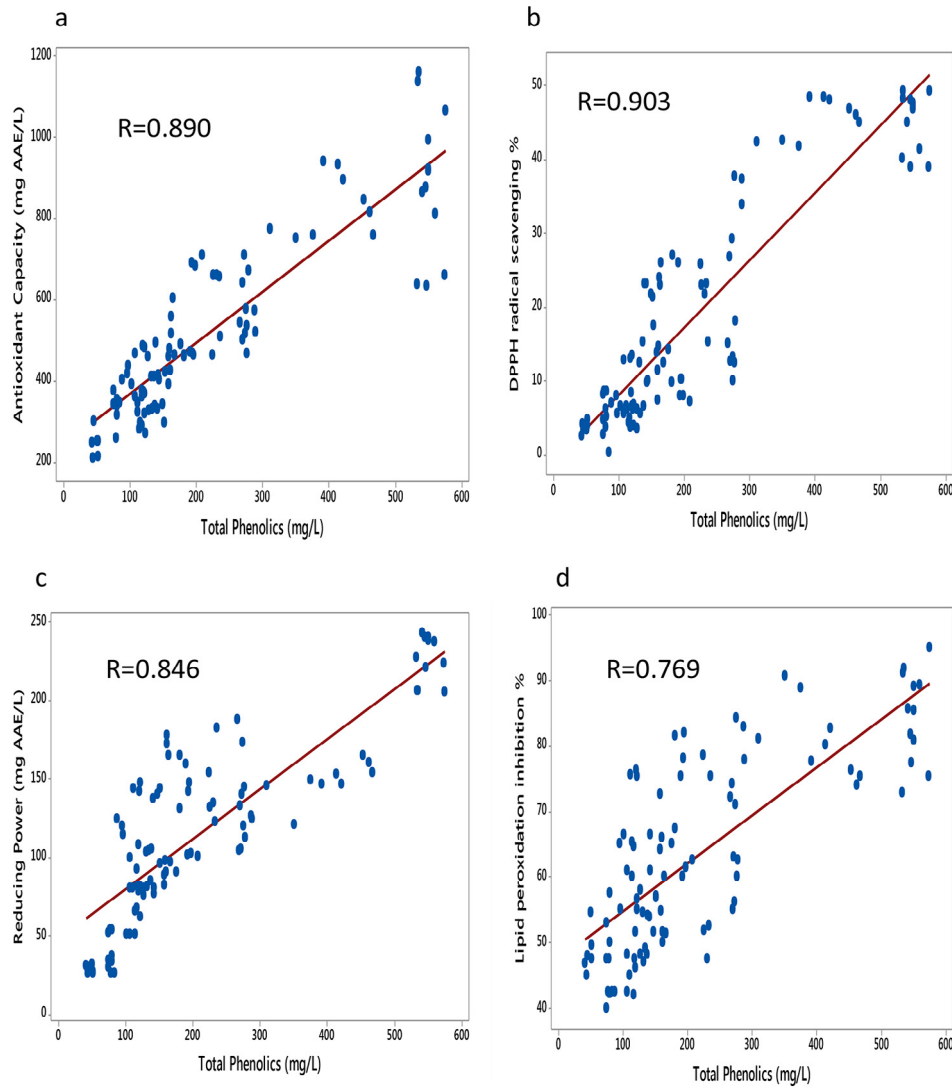 a
1200
1000
800
600
400
200
Antioxidant Capacity (mg AAE/L)
R=0.890
0 100 200 300 400 500 600
Total Phenolics (mg/L)
b
50
40
30
20
10
0
DPPH radical scavenging %
R=0.903
0 100 200 300 400 500 600
Total Phenolics (mg/L)
c
250
200
150
100
50
0
Reducing Power (mg AAE/L)
R=0.846
0 100 200 300 400 500 600
Total Phenolics (mg/L)
d
100
90
80
70
60
50
40
Lipid peroxidation inhibition %
R=0.769
0 100 200 300 400 500 600
Total Phenolics (mg/L)